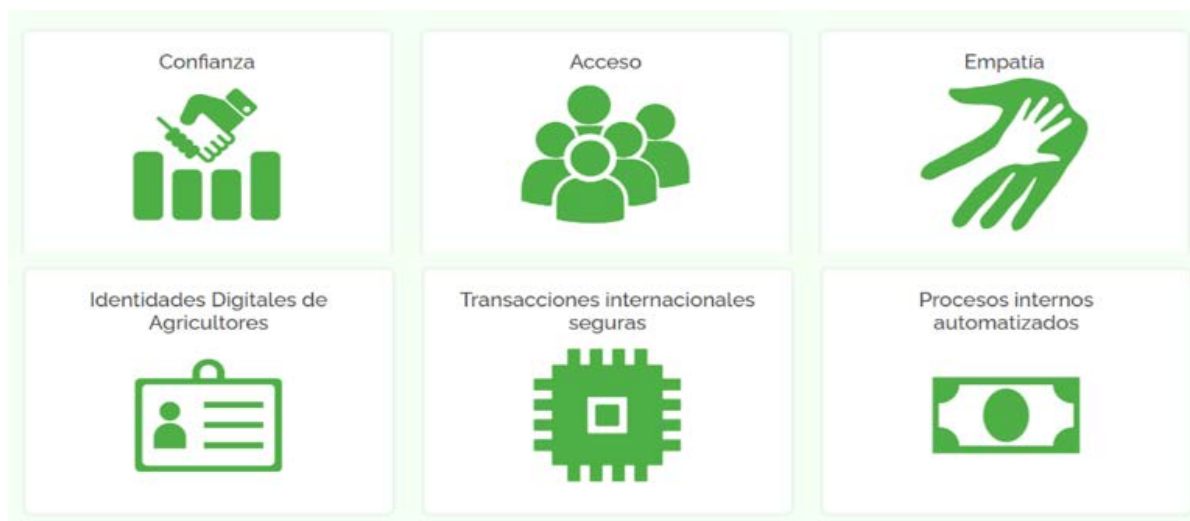 Confianza
Acceso
Empatía
Identidades Digitales de
Agricultores
Transacciones internacionales
seguras
Procesos internos
automatizados